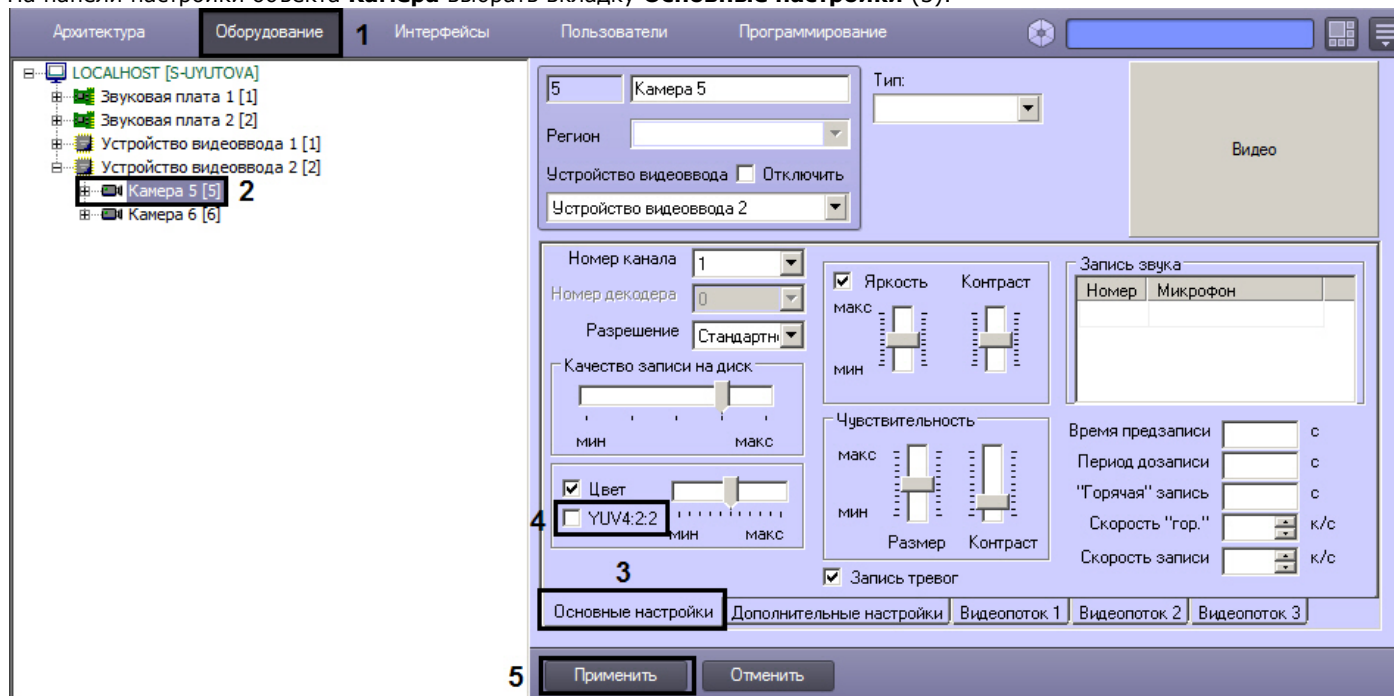 На панели настройки объекта Камера выбрать вкладку Основные настройки (3).
Архитектура Оборудование 1 Интерфейсы Пользователи Программирование
LOCALHOST [S-UYUTOVA]
Звуковая плата 1 [1]
Звуковая плата 2 [2]
Устройство видеоввода 1 [1]
Устройство видеоввода 2 [2]
Камера 5 [5] 2
Камера 6 [6]
5 Камера 5
Тип:
Регион
Устройство видеоввода Отключить
Устройство видеоввода 2
Видео
Номер канала 1
Номер декодера 0
Разрешение Стандартн
Качество записи на диск
мин макс
Цвет
4 YUV4:2:2
мин макс
Яркость Контраст
макс
мин
Чувствительность
макс
мин
Размер Контраст
Запись тревог
Запись звука
Номер Микрофон
Время предзаписи с
Период дозаписи с
"Горячая" запись с
Скорость "гор." к/с
Скорость записи к/с
3
Основные настройки Дополнительные настройки Видеопоток 1 Видеопоток 2 Видеопоток 3
5 Применить Отменить